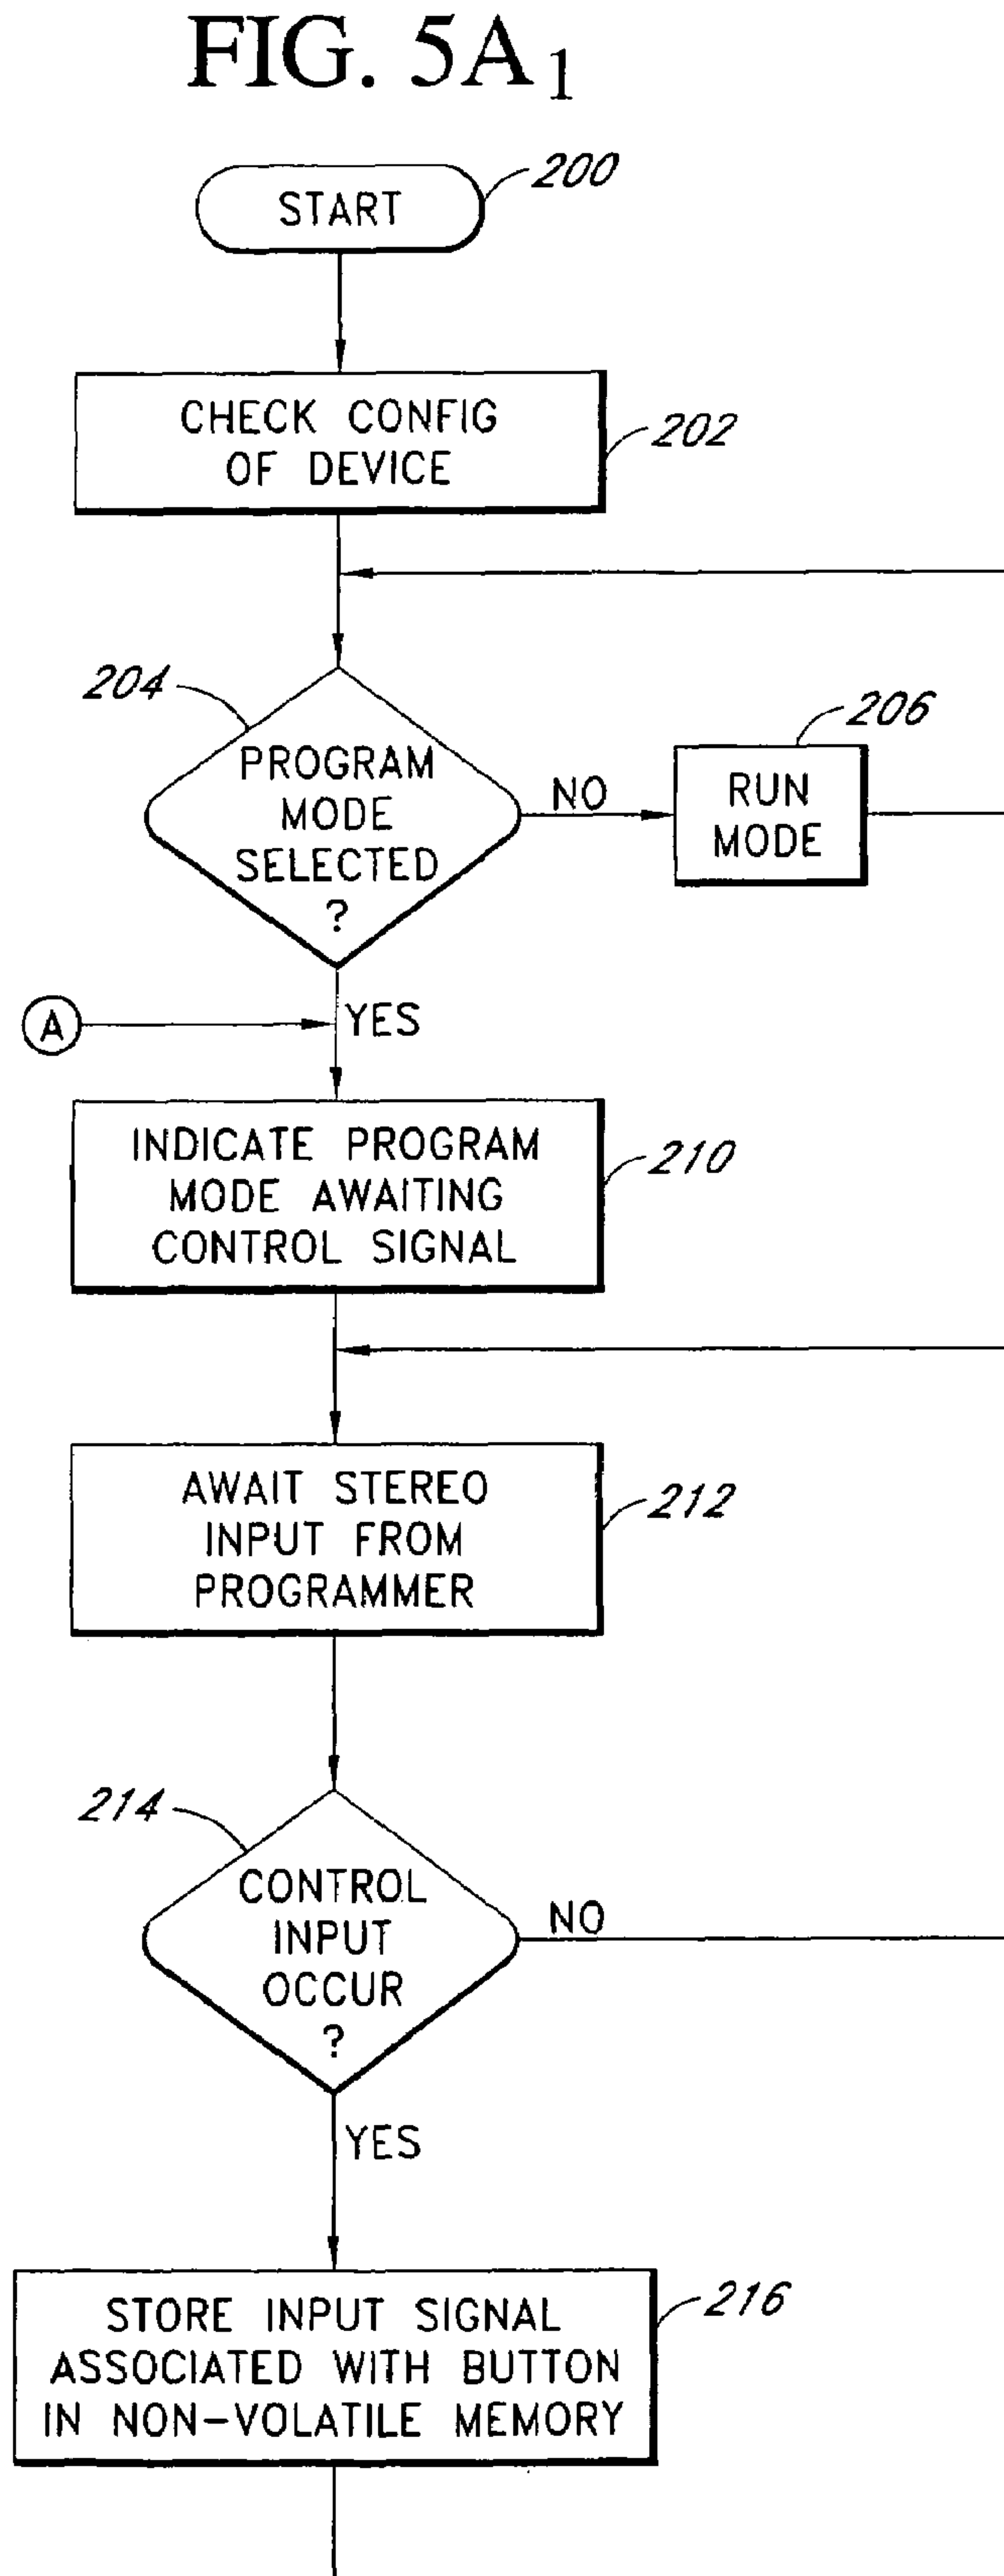 FIG. 5A1
START
200
CHECK CONFIG
OF DEVICE
202
204
PROGRAM
MODE
SELECTED
?
NO
206
RUN
MODE
A
YES
INDICATE PROGRAM
MODE AWAITING
CONTROL SIGNAL
210
AWAIT STEREO
INPUT FROM
PROGRAMMER
212
214
CONTROL
INPUT
OCCUR
?
NO
YES
STORE INPUT SIGNAL
ASSOCIATED WITH BUTTON
IN NON-VOLATILE MEMORY
216